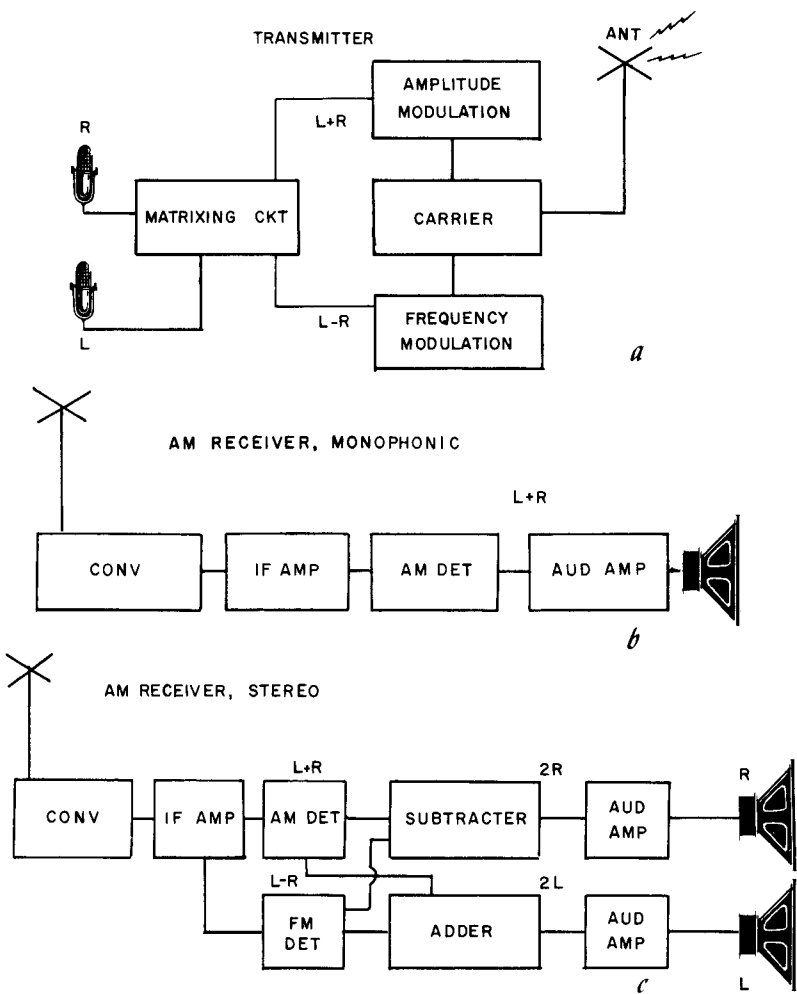 TRANSMITTER
ANT
AMPLITUDE
MODULATION
L+R
R
MATRIXING CKT
CARRIER
L
L-R
FREQUENCY
MODULATION
a
AM RECEIVER, MONOPHONIC
L+R
CONV
IF AMP
AM DET
AUD AMP
b
AM RECEIVER, STEREO
L+R
2R
R
CONV
IF AMP
AM DET
SUBTRACTER
AUD
AMP
L-R
2L
FM
DET
ADDER
AUD
AMP
c
L